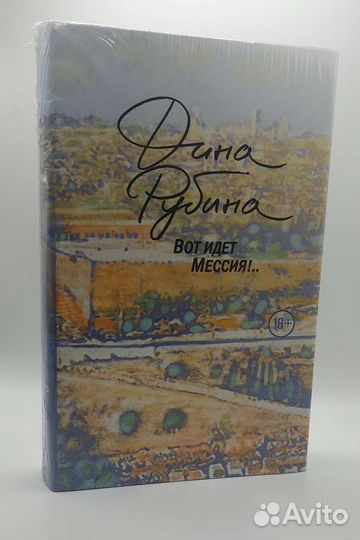 Дина
Рубина
Вот идет
Мессия!..
18+
Avito